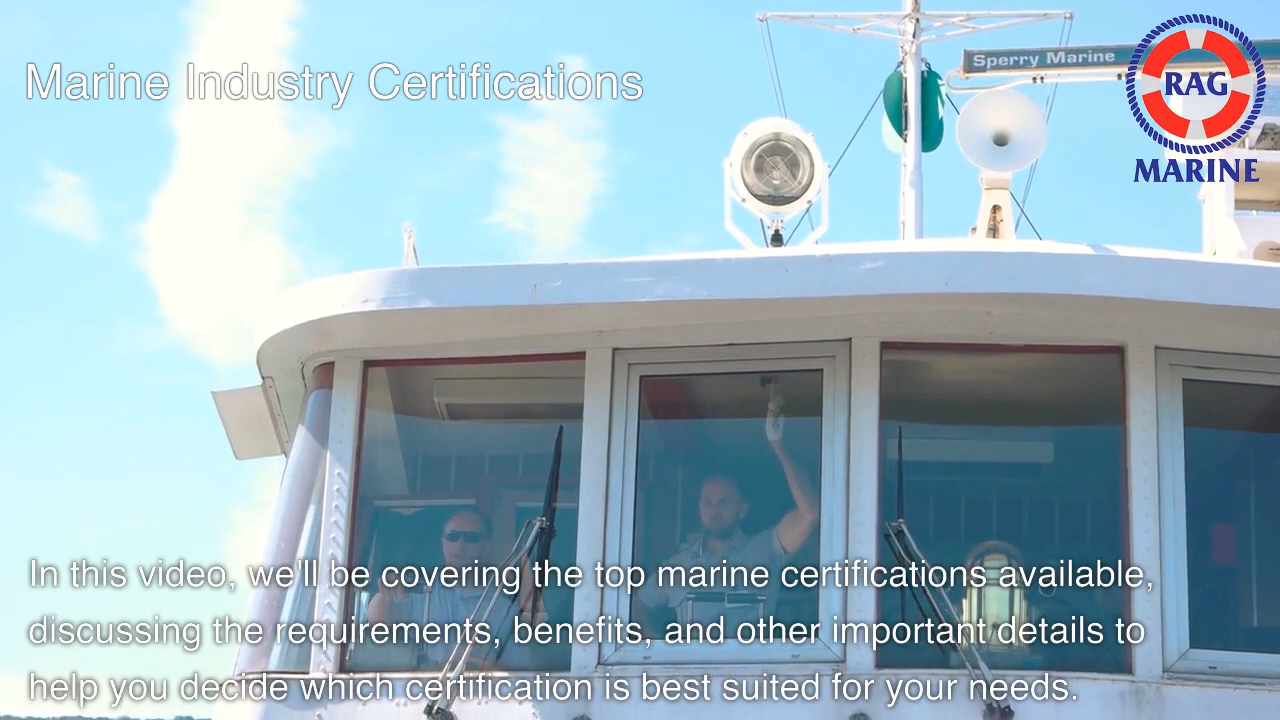 Marine Industry Certifications
Sperry Marine
RAG
MARINE
In this video, we'll be covering the top marine certifications available,
discussing the requirements, benefits, and other important details to
help you decide which certification is best suited for your needs.